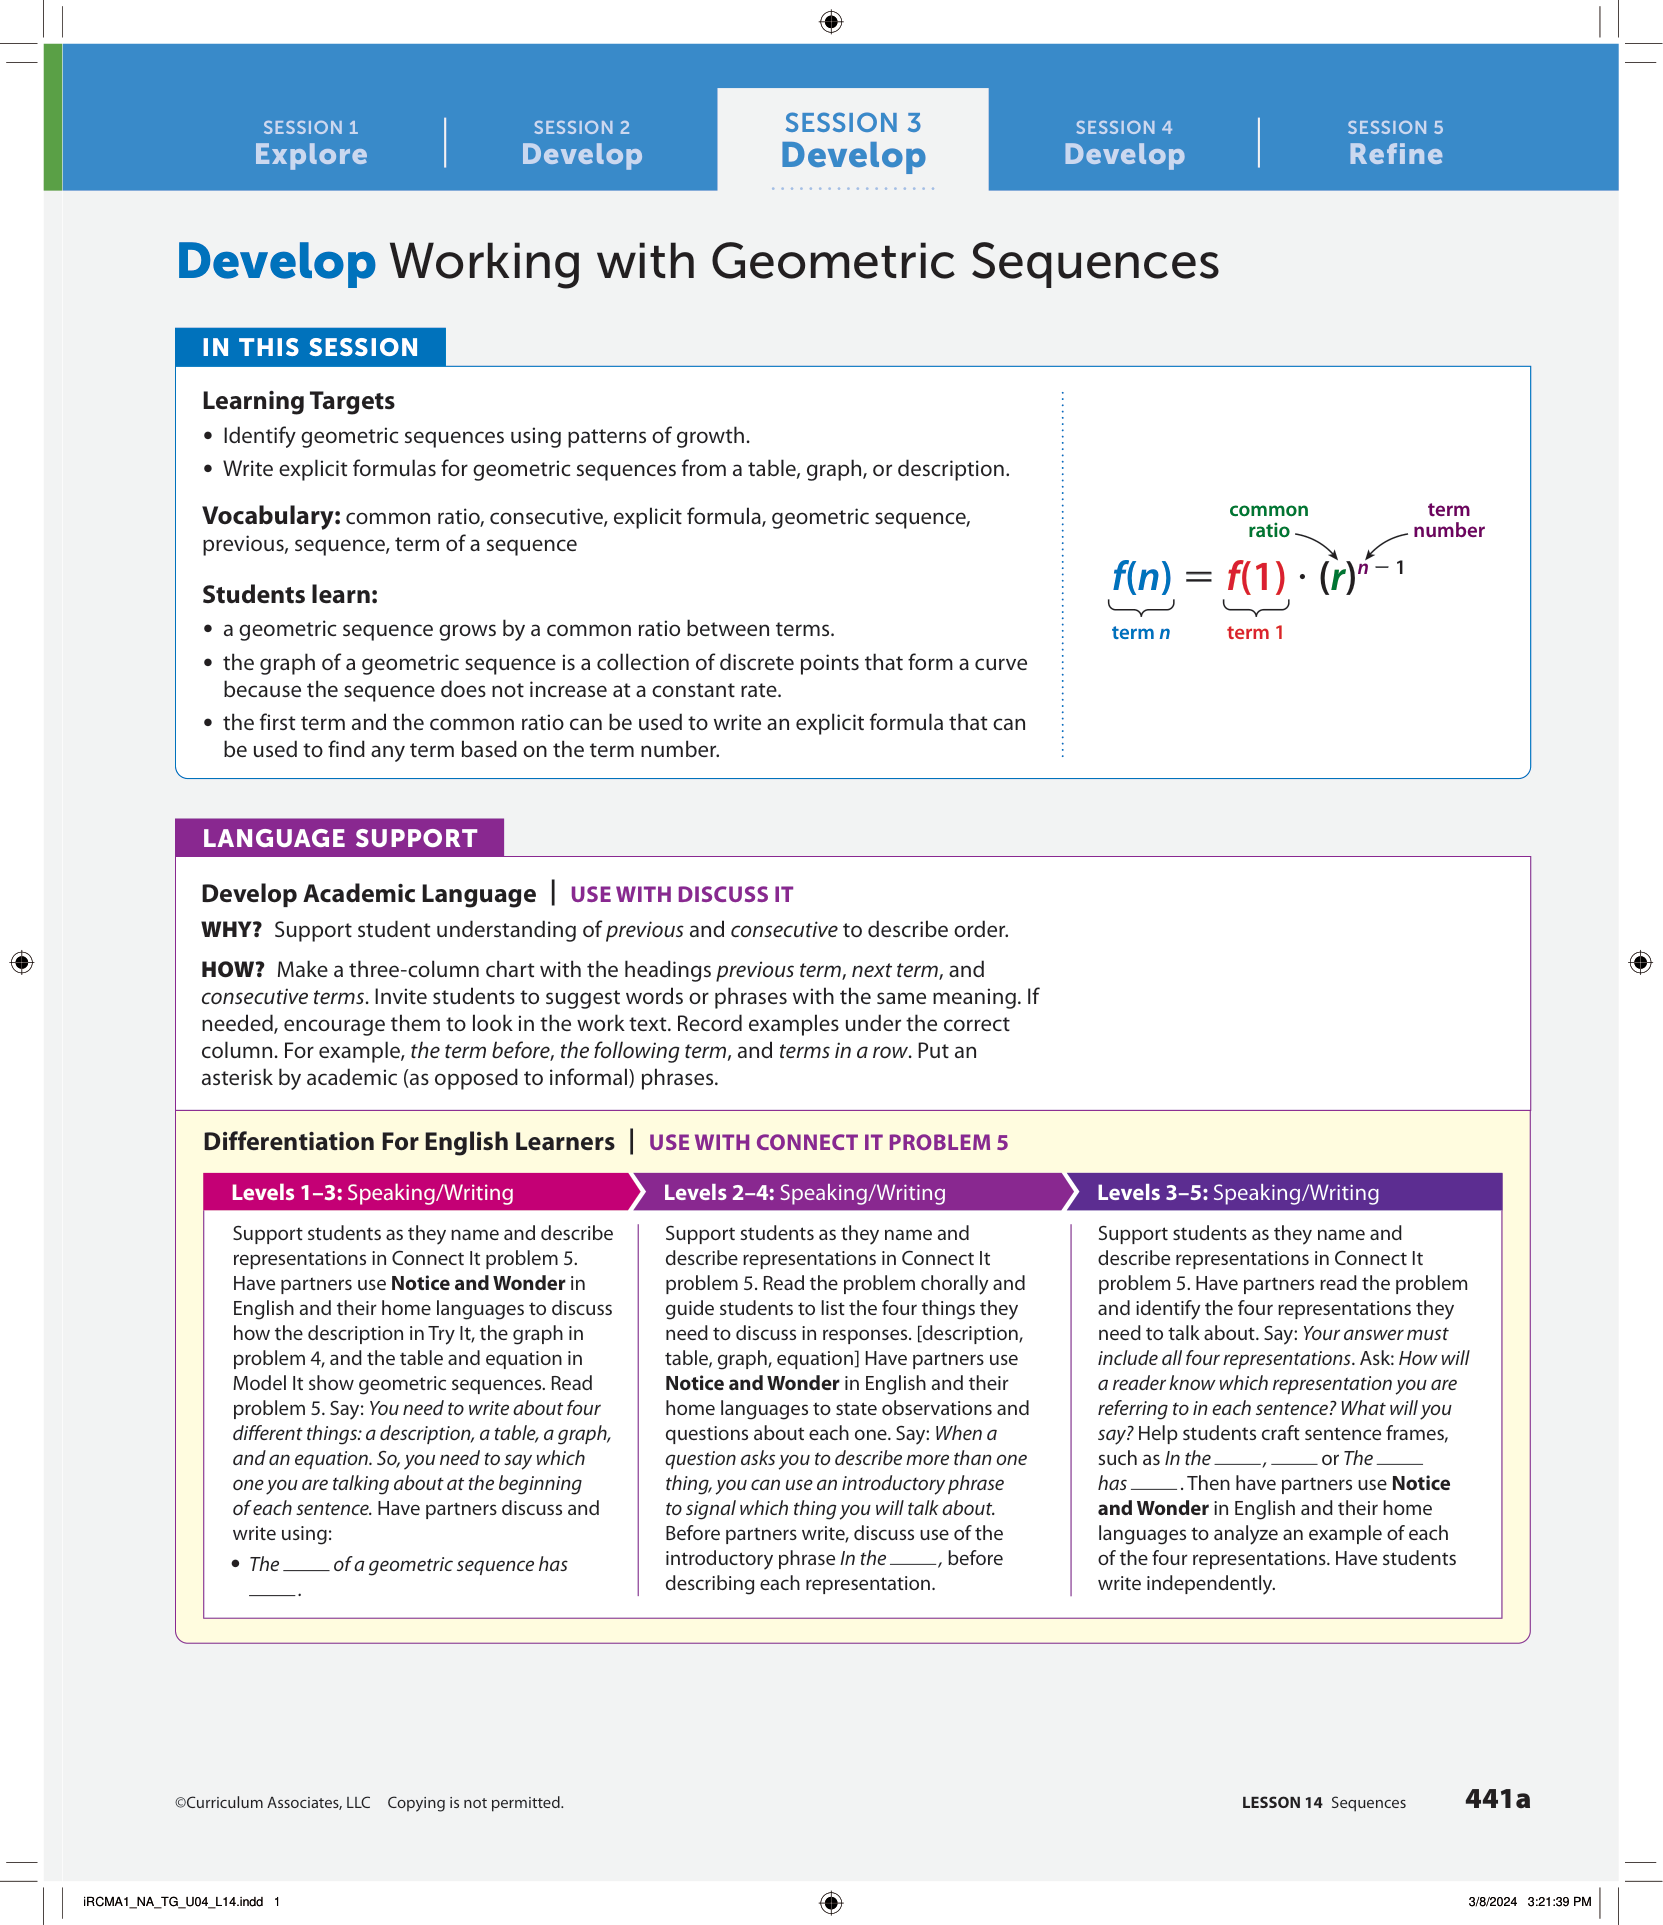 SESSION 1
Explore
SESSION 2
Develop
SESSION 3
Develop
SESSION 4
Develop
SESSION 5
Refine
Develop Working with Geometric Sequences
IN THIS SESSION
Learning Targets
• Identify geometric sequences using patterns of growth.
• Write explicit formulas for geometric sequences from a table, graph, or description.
Vocabulary: common ratio, consecutive, explicit formula, geometric sequence,
previous, sequence, term of a sequence
Students learn:
• a geometric sequence grows by a common ratio between terms.
• the graph of a geometric sequence is a collection of discrete points that form a curve
because the sequence does not increase at a constant rate.
• the first term and the common ratio can be used to write an explicit formula that can
be used to find any term based on the term number.
common
ratio
term
number
f(n) = f(1) · (r)^{n − 1}
term n
term 1
LANGUAGE SUPPORT
Develop Academic Language | USE WITH DISCUSS IT
WHY? Support student understanding of previous and consecutive to describe order.
HOW? Make a three-column chart with the headings previous term, next term, and
consecutive terms. Invite students to suggest words or phrases with the same meaning. If
needed, encourage them to look in the work text. Record examples under the correct
column. For example, the term before, the following term, and terms in a row. Put an
asterisk by academic (as opposed to informal) phrases.
Differentiation For English Learners | USE WITH CONNECT IT PROBLEM 5
Levels 1–3: Speaking/Writing
Support students as they name and describe
representations in Connect It problem 5.
Have partners use Notice and Wonder in
English and their home languages to discuss
how the description in Try It, the graph in
problem 4, and the table and equation in
Model It show geometric sequences. Read
problem 5. Say: You need to write about four
different things: a description, a table, a graph,
and an equation. So, you need to say which
one you are talking about at the beginning
of each sentence. Have partners discuss and
write using:
• The _____ of a geometric sequence has
_____.
Levels 2–4: Speaking/Writing
Support students as they name and
describe representations in Connect It
problem 5. Read the problem chorally and
guide students to list the four things they
need to discuss in responses. [description,
table, graph, equation] Have partners use
Notice and Wonder in English and their
home languages to state observations and
questions about each one. Say: When a
question asks you to describe more than one
thing, you can use an introductory phrase
to signal which thing you will talk about.
Before partners write, discuss use of the
introductory phrase In the _____, before
describing each representation.
Levels 3–5: Speaking/Writing
Support students as they name and
describe representations in Connect It
problem 5. Have partners read the problem
and identify the four representations they
need to talk about. Say: Your answer must
include all four representations. Ask: How will
a reader know which representation you are
referring to in each sentence? What will you
say? Help students craft sentence frames,
such as In the _____, _____ or The _____
has _____. Then have partners use Notice
and Wonder in English and their home
languages to analyze an example of each
of the four representations. Have students
write independently.
©Curriculum Associates, LLC Copying is not permitted.
LESSON 14 Sequences 441a
iRCMA1_NA_TG_U04_L14.indd 1
3/8/2024 3:21:39 PM